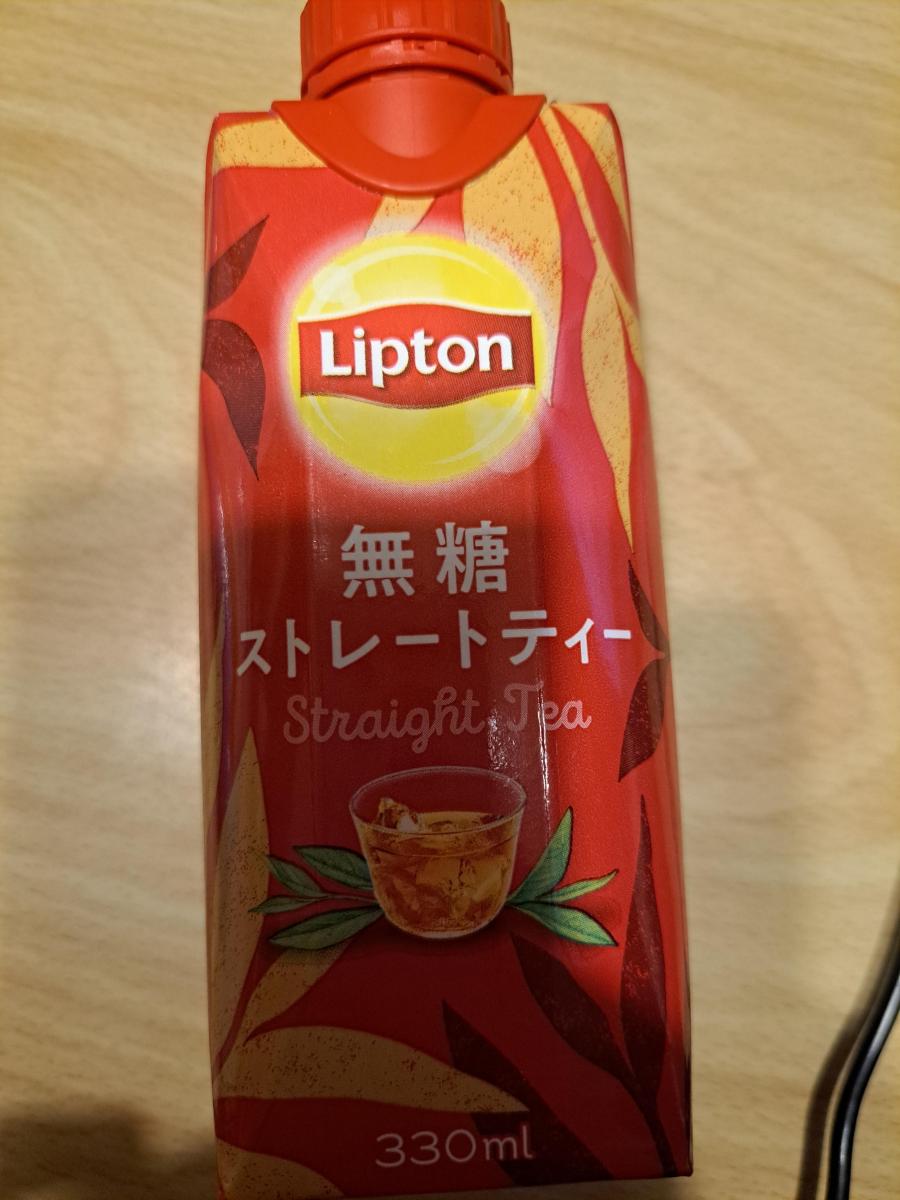 Lipton
無糖
ストレートティー
Straight Tea
330ml